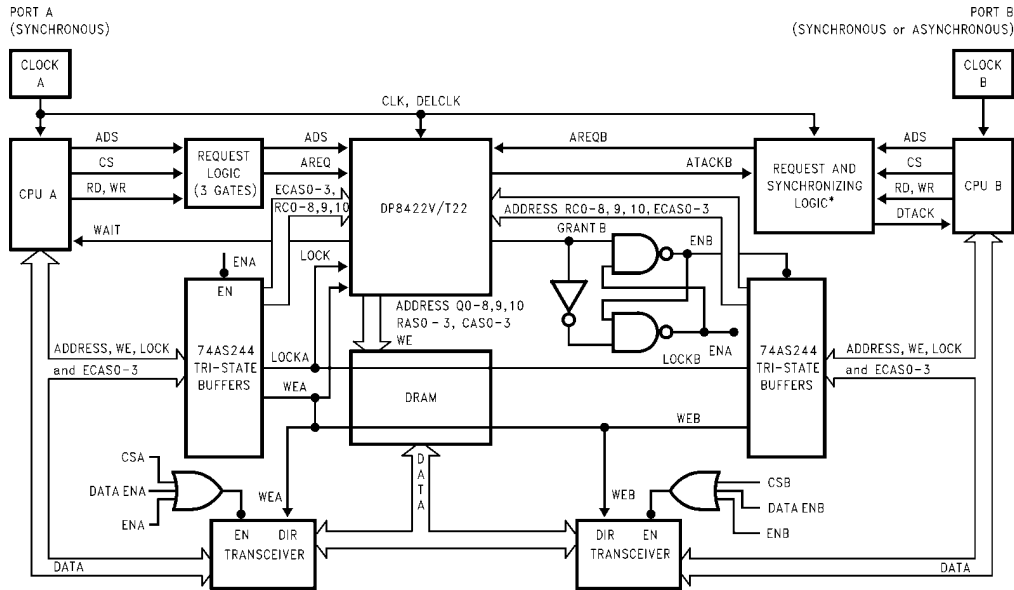 PORT A
(SYNCHRONOUS)
PORT B
(SYNCHRONOUS or ASYNCHRONOUS)
CLOCK
A
CLOCK
B
CLK, DELCLK
CPU A
ADS
CS
RD, WR
WAIT
REQUEST
LOGIC
(3 GATES)
ADS
AREQ
ECAS0-3,
RC0-8,9,10
DP8422V/T22
AREQB
ATACKB
ADDRESS RC0-8, 9, 10, ECAS0-3
REQUEST AND
SYNCHRONIZING
LOGIC*
ADS
CS
RD, WR
DTACK
CPU B
GRANT B
ENB
ENA
EN
LOCK
ENA
ADDRESS Q0-8,9,10
RAS0-3, CAS0-3
WE
ADDRESS, WE, LOCK
and ECAS0-3
74AS244
TRI-STATE
BUFFERS
LOCKA
WEA
DRAM
LOCKB
WEB
74AS244
TRI-STATE
BUFFERS
ADDRESS, WE, LOCK
and ECAS0-3
CSA
DATA ENA
ENA
WEA
DATA
WEB
CSB
DATA ENB
ENB
EN DIR
TRANSCEIVER
DIR EN
TRANSCEIVER
DATA
DATA